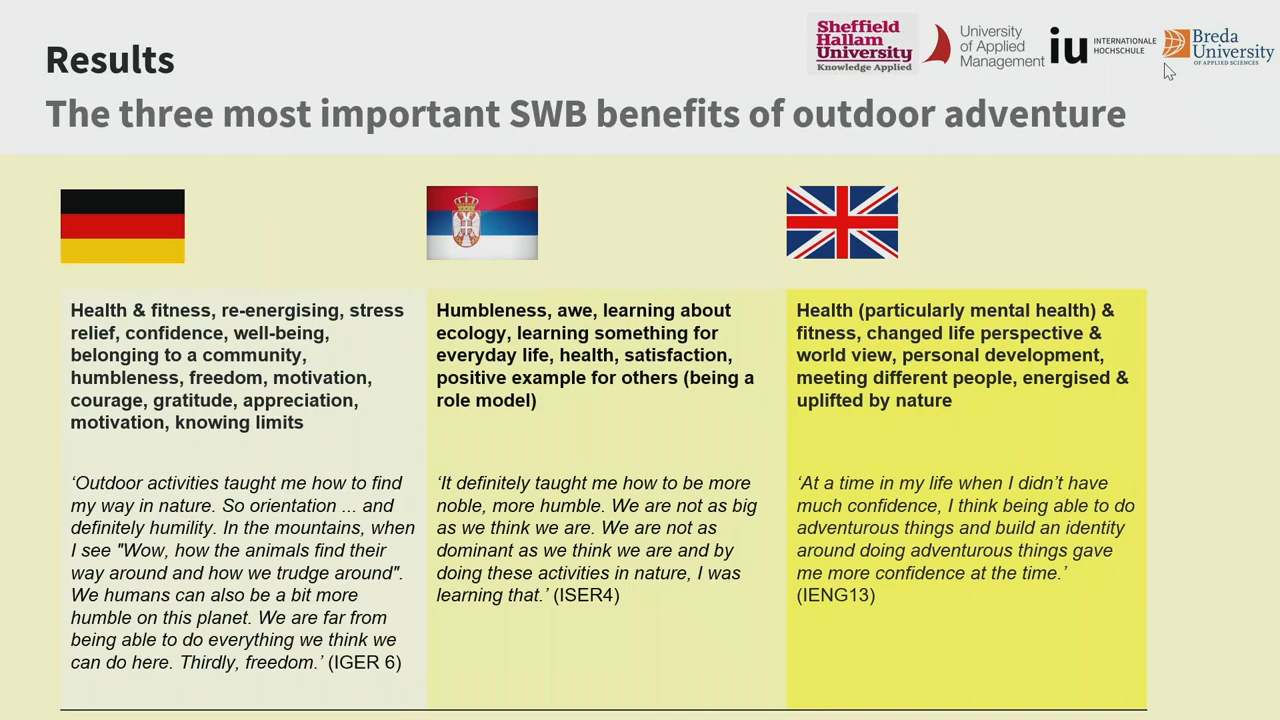 Results
The three most important SWB benefits of outdoor adventure
Sheffield
Hallam
University
Knowledge Applied
University
of Applied
Management
iu
INTERNATIONALE
HOCHSCHULE
Breda
University
OF APPLIED SCIENCES
Health & fitness, re-energising, stress
relief, confidence, well-being,
belonging to a community,
humbleness, freedom, motivation,
courage, gratitude, appreciation,
motivation, knowing limits
‘Outdoor activities taught me how to find
my way in nature. So orientation ... and
definitely humility. In the mountains, when
I see "Wow, how the animals find their
way around and how we trudge around".
We humans can also be a bit more
humble on this planet. We are far from
being able to do everything we think we
can do here. Thirdly, freedom.’ (IGER 6)
Humbleness, awe, learning about
ecology, learning something for
everyday life, health, satisfaction,
positive example for others (being a
role model)
‘It definitely taught me how to be more
noble, more humble. We are not as big
as we think we are. We are not as
dominant as we think we are and by
doing these activities in nature, I was
learning that.’ (ISER4)
Health (particularly mental health) &
fitness, changed life perspective &
world view, personal development,
meeting different people, energised &
uplifted by nature
‘At a time in my life when I didn’t have
much confidence, I think being able to do
adventurous things and build an identity
around doing adventurous things gave
me more confidence at the time.’
(IENG13)